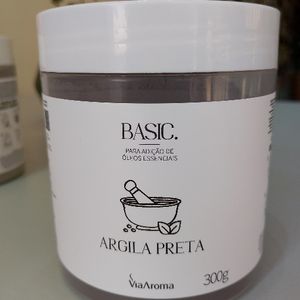 BASIC.
PARA ADIÇÃO DE
ÓLEOS ESSENCIAIS
ARGILA PRETA
ViaAroma
300g